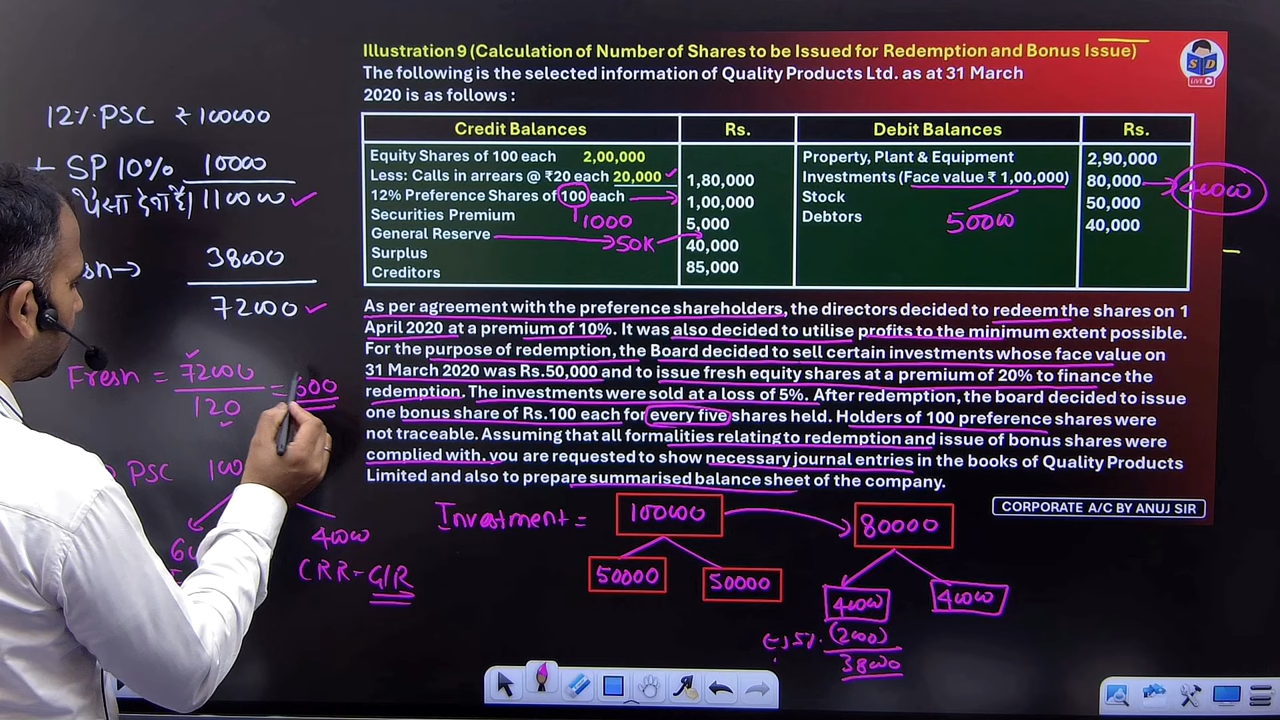 Illustration 9 (Calculation of Number of Shares to be Issued for Redemption and Bonus Issue)
The following is the selected information of Quality Products Ltd. as at 31 March
2020 is as follows :
Credit Balances Rs. Debit Balances Rs.
Equity Shares of 100 each 2,00,000
Less: Calls in arrears @ ₹20 each 20,000 1,80,000
12% Preference Shares of 100 each 1,00,000
1000
Securities Premium 5,000
General Reserve 50K
40,000
Surplus
Creditors 85,000
Property, Plant & Equipment 2,90,000
Investments (Face value ₹ 1,00,000) 80,000 40000
Stock 50,000
50000
Debtors 40,000
As per agreement with the preference shareholders, the directors decided to redeem the shares on 1
April 2020 at a premium of 10%. It was also decided to utilise profits to the minimum extent possible.
For the purpose of redemption, the Board decided to sell certain investments whose face value on
31 March 2020 was Rs.50,000 and to issue fresh equity shares at a premium of 20% to finance the
redemption. The investments were sold at a loss of 5%. After redemption, the board decided to issue
one bonus share of Rs.100 each for every five shares held. Holders of 100 preference shares were
not traceable. Assuming that all formalities relating to redemption and issue of bonus shares were
complied with, you are requested to show necessary journal entries in the books of Quality Products
Limited and also to prepare summarised balance sheet of the company.
CORPORATE A/C BY ANUJ SIR
SD
LIVE
12% PSC ₹100000
+ SP 10% 10000
पैसा देना है 110000
38000
72000
Fresh = 72000
120
= 600
PSC
40000
CRR - G/R
Investment = 100000 80000
50000 50000
40000 40000
(-) 5% (2000)
38000